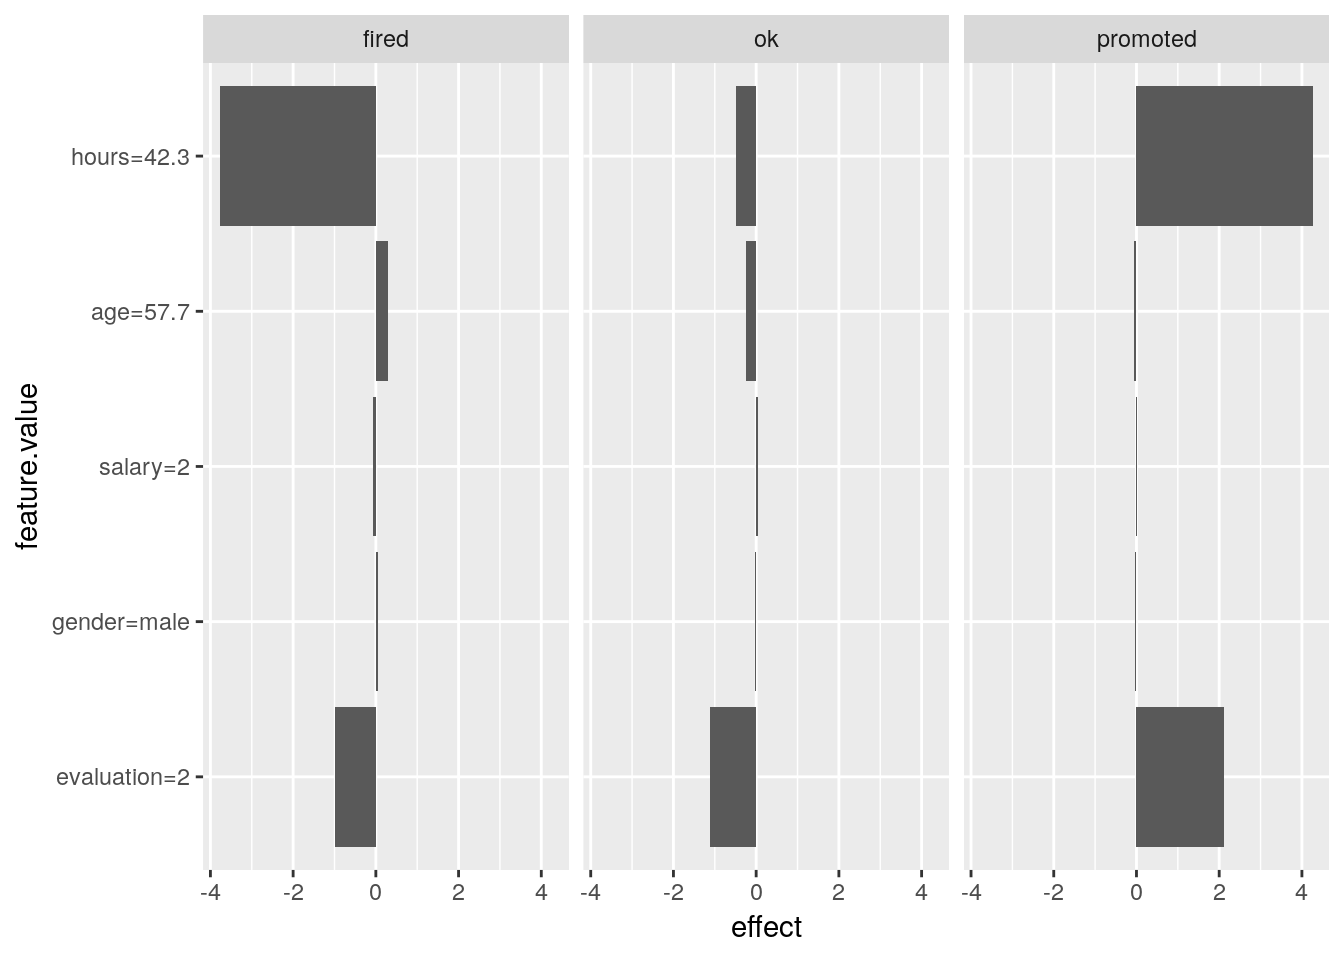 fired ok promoted
hours=42.3
age=57.7
salary=2
gender=male
evaluation=2
feature.value
-4 -2 0 2 4 -4 -2 0 2 4 -4 -2 0 2 4
effect